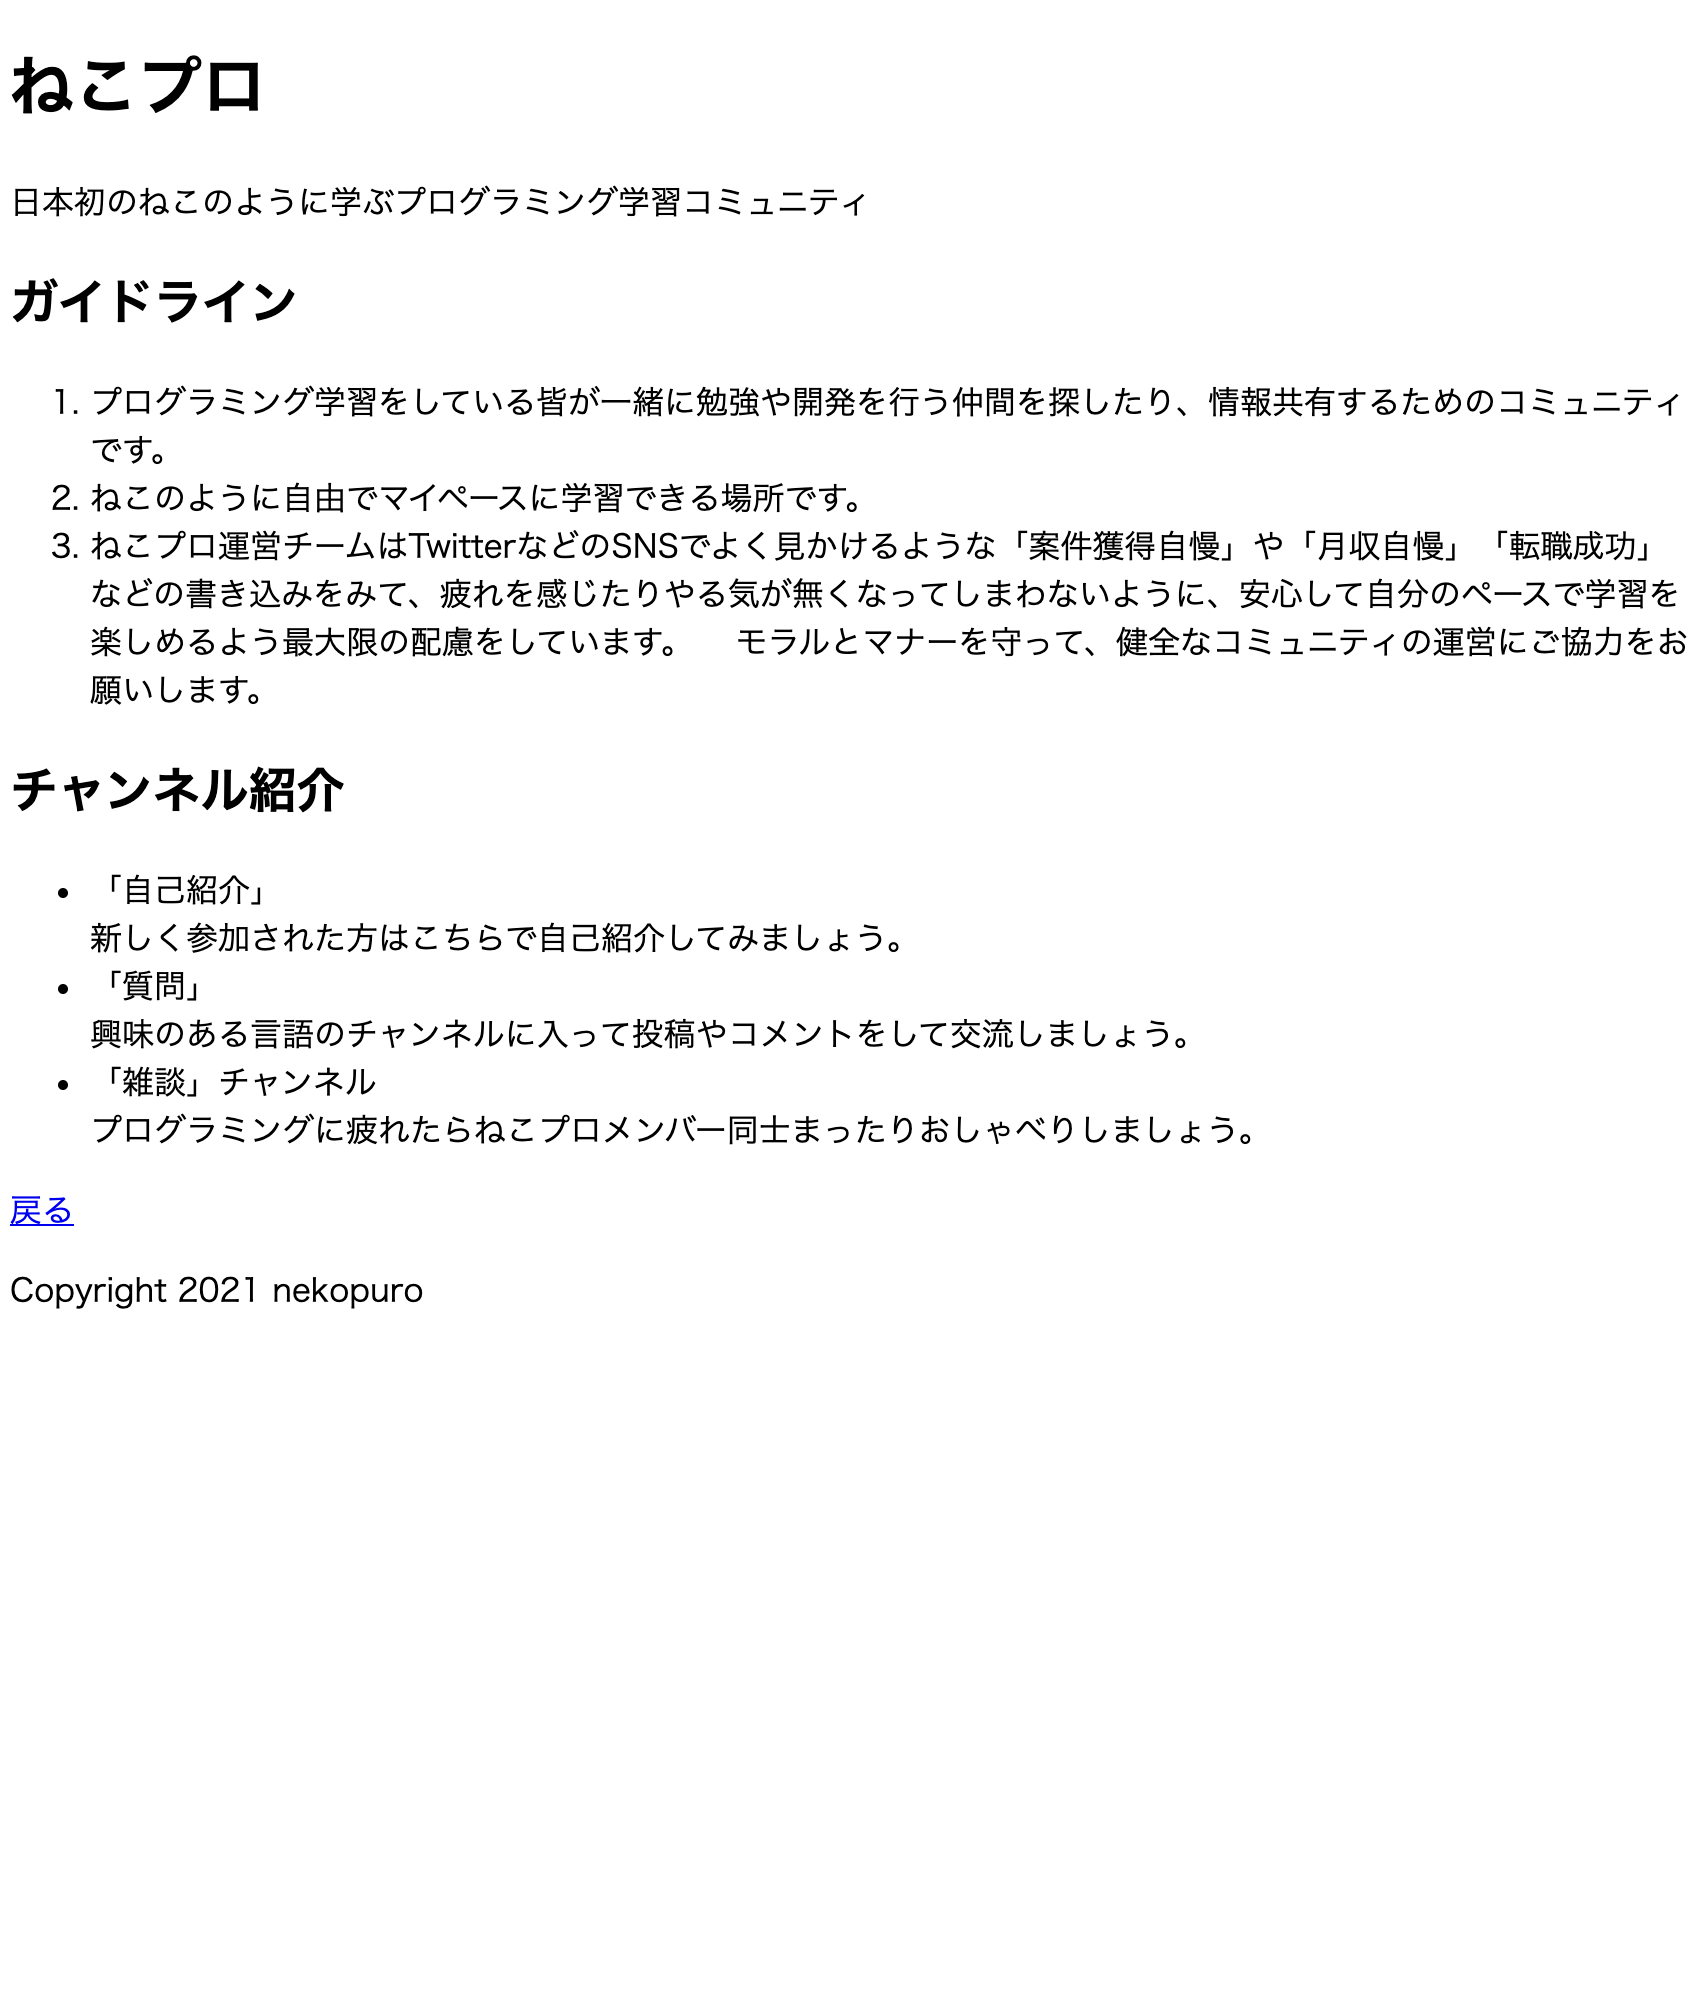 ねこプロ
日本初のねこのように学ぶプログラミング学習コミュニティ
ガイドライン
1. プログラミング学習をしている皆が一緒に勉強や開発を行う仲間を探したり、情報共有するためのコミュニティ
です。
2. ねこのように自由でマイペースに学習できる場所です。
3. ねこプロ運営チームはTwitterなどのSNSでよく見かけるような「案件獲得自慢」や「月収自慢」「転職成功」
などの書き込みをみて、疲れを感じたりやる気が無くなってしまわないように、安心して自分のペースで学習を
楽しめるよう最大限の配慮をしています。　モラルとマナーを守って、健全なコミュニティの運営にご協力をお
願いします。
チャンネル紹介
• 「自己紹介」
新しく参加された方はこちらで自己紹介してみましょう。
• 「質問」
興味のある言語のチャンネルに入って投稿やコメントをして交流しましょう。
• 「雑談」チャンネル
プログラミングに疲れたらねこプロメンバー同士まったりおしゃべりしましょう。
戻る
Copyright 2021 nekopuro